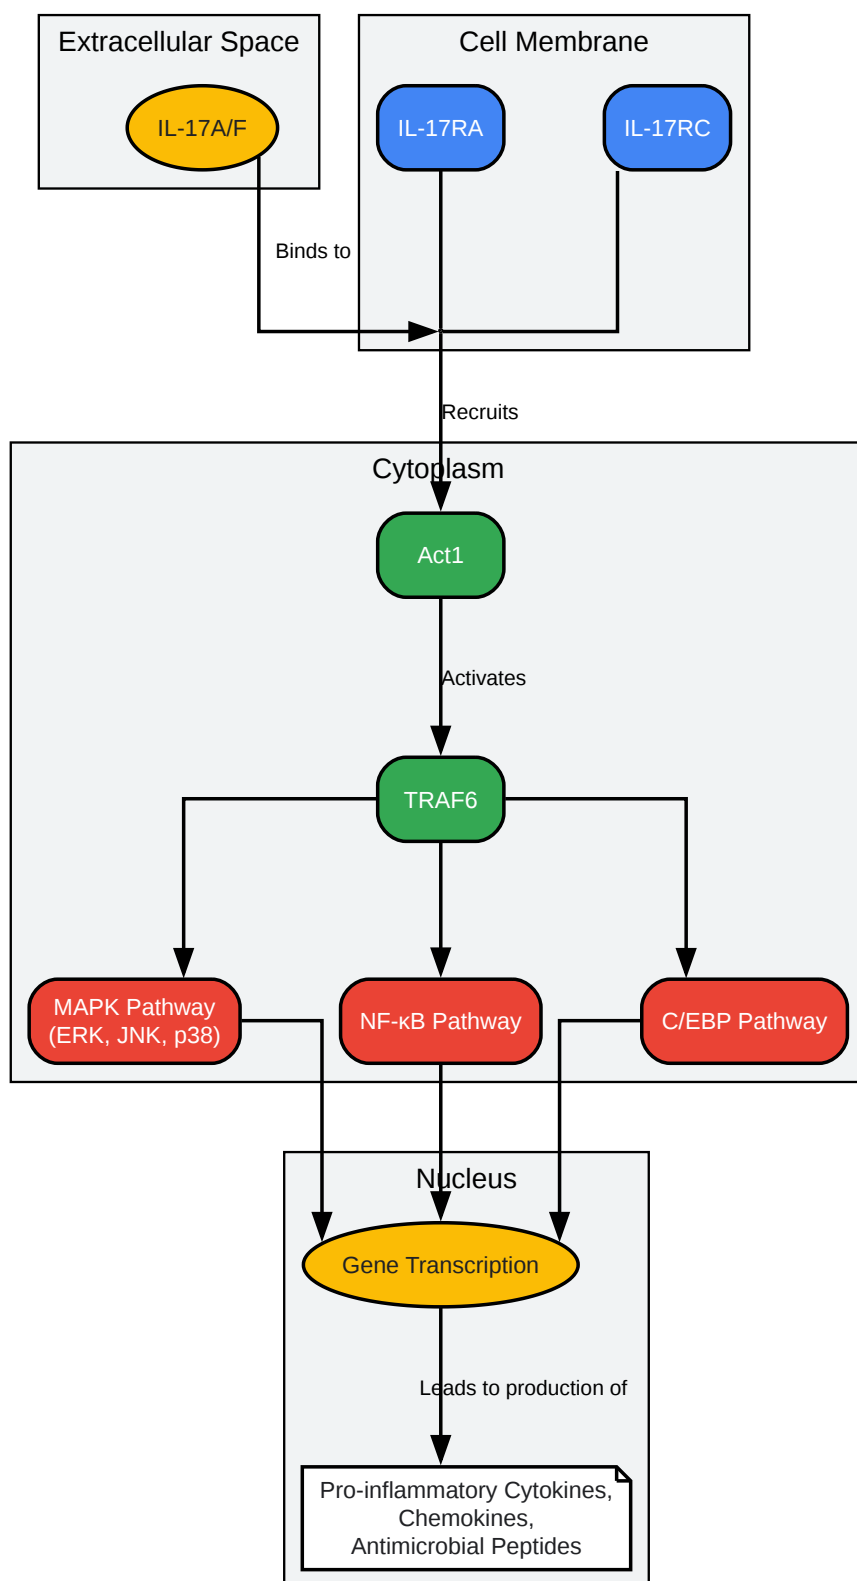 Extracellular Space
Cell Membrane
IL-17A/F
IL-17RA
IL-17RC
Binds to
Recruits
Cytoplasm
Act1
Activates
TRAF6
MAPK Pathway
(ERK, JNK, p38)
NF-κB Pathway
C/EBP Pathway
Nucleus
Gene Transcription
Leads to production of
Pro-inflammatory Cytokines,
Chemokines,
Antimicrobial Peptides